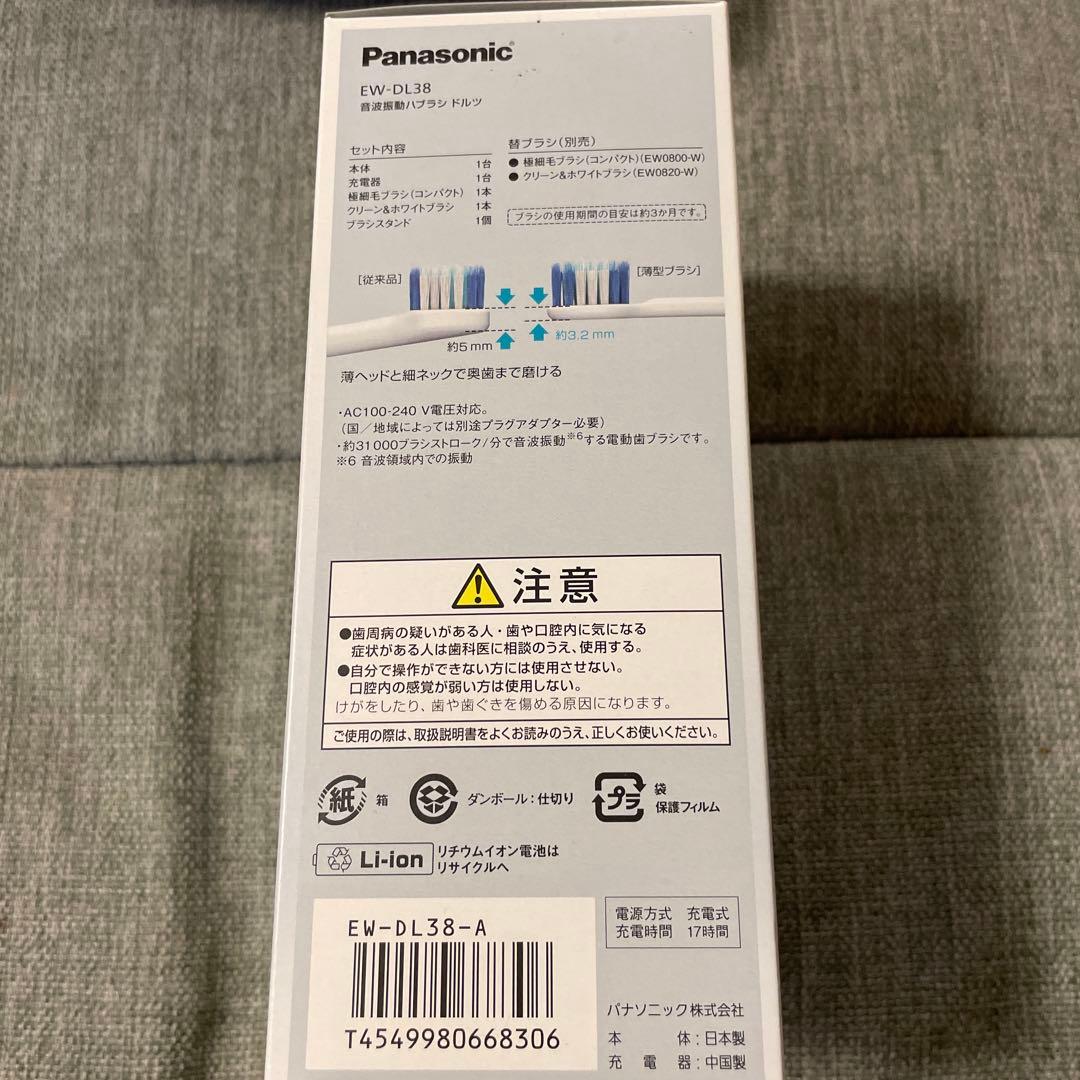 Panasonic
EW-DL38
音波振動ハブラシ ドルツ
セット内容
本体 1台
充電器 1台
極細毛ブラシ(コンパクト) 1本
クリーン&ホワイトブラシ 1本
ブラシスタンド 1個
替ブラシ(別売)
● 極細毛ブラシ(コンパクト)(EW0800-W)
● クリーン&ホワイトブラシ(EW0820-W)
ブラシの使用期間の目安は約3か月です。
[従来品]
[薄型ブラシ]
約5 mm
約3.2 mm
薄ヘッドと細ネックで奥歯まで磨ける
・AC100-240 V電圧対応。
(国/地域によっては別途プラグアダプター必要)
・約31000ブラシストローク/分で音波振動※6する電動歯ブラシです。
※6 音波領域内での振動
注意
●歯周病の疑いがある人・歯や口腔内に気になる
症状がある人は歯科医に相談のうえ、使用する。
●自分で操作ができない方には使用させない。
口腔内の感覚が弱い方は使用しない。
けがをしたり、歯や歯ぐきを傷める原因になります。
ご使用の際は、取扱説明書をよくお読みのうえ、正しくお使いください。
紙 箱
ダンボール:仕切り
プラ 袋
保護フィルム
Li-ion リチウムイオン電池は
リサイクルへ
EW-DL38-A
T4549980668306
電源方式 充電式
充電時間 17時間
パナソニック株式会社
本 体:日本製
充電器:中国製